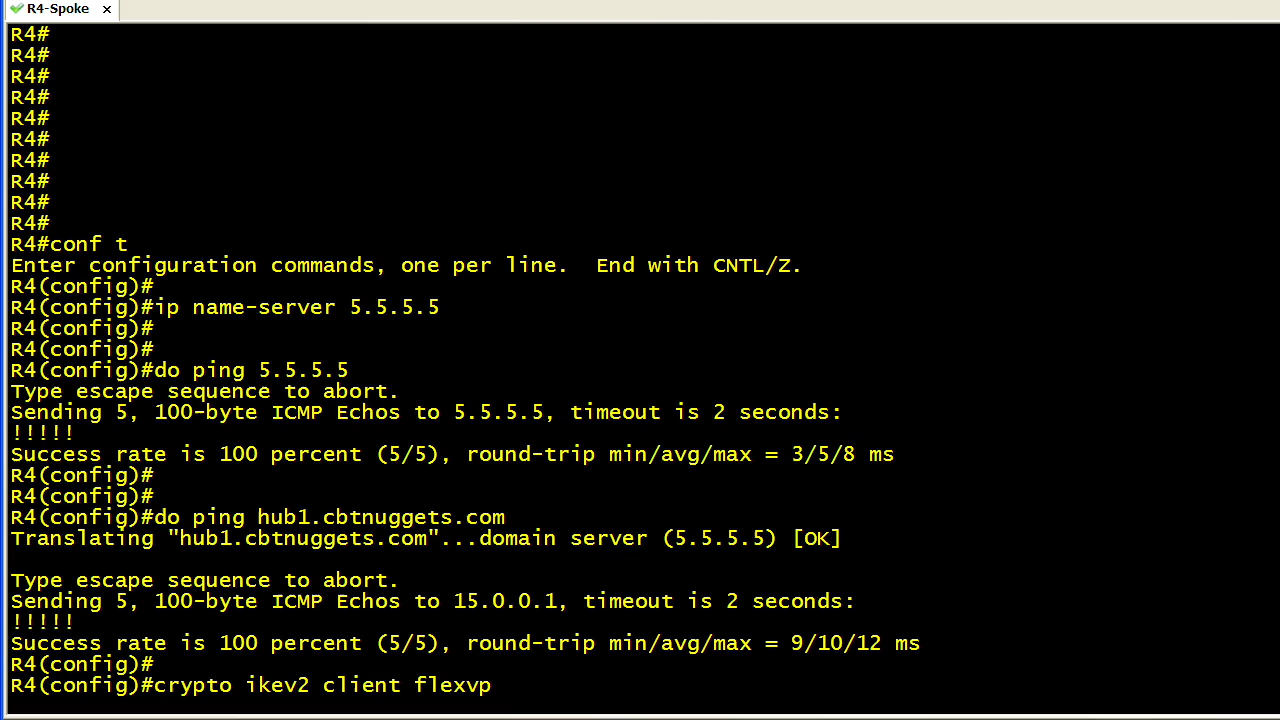 R4-Spoke
R4#
R4#
R4#
R4#
R4#
R4#
R4#
R4#
R4#
R4#
R4#conf t
Enter configuration commands, one per line.  End with CNTL/Z.
R4(config)#
R4(config)#ip name-server 5.5.5.5
R4(config)#
R4(config)#
R4(config)#do ping 5.5.5.5
Type escape sequence to abort.
Sending 5, 100-byte ICMP Echos to 5.5.5.5, timeout is 2 seconds:
!!!!!
Success rate is 100 percent (5/5), round-trip min/avg/max = 3/5/8 ms
R4(config)#
R4(config)#
R4(config)#do ping hub1.cbtnuggets.com
Translating "hub1.cbtnuggets.com"...domain server (5.5.5.5) [OK]
Type escape sequence to abort.
Sending 5, 100-byte ICMP Echos to 15.0.0.1, timeout is 2 seconds:
!!!!!
Success rate is 100 percent (5/5), round-trip min/avg/max = 9/10/12 ms
R4(config)#
R4(config)#crypto ikev2 client flexvp